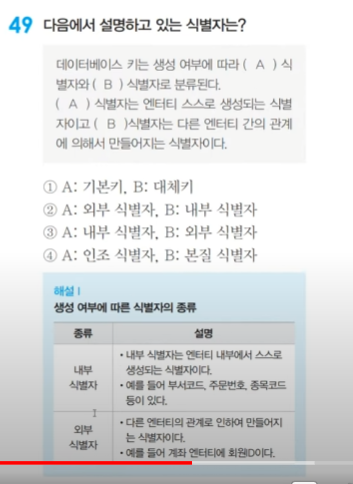 49 다음에서 설명하고 있는 식별자는?
데이터베이스 키는 생성 여부에 따라 ( A ) 식
별자와 ( B ) 식별자로 분류된다.
( A ) 식별자는 엔터티 스스로 생성되는 식별
자이고 ( B )식별자는 다른 엔터티 간의 관계
에 의해서 만들어지는 식별자이다.
① A: 기본키, B: 대체키
② A: 외부 식별자, B: 내부 식별자
③ A: 내부 식별자, B: 외부 식별자
④ A: 인조 식별자, B: 본질 식별자
해설 |
생성 여부에 따른 식별자의 종류
종류 설명
내부
식별자
• 내부 식별자는 엔터티 내부에서 스스로
생성되는 식별자이다.
• 예를 들어 부서코드, 주문번호, 종목코드
등이 있다.
외부
식별자
• 다른 엔터티의 관계로 인하여 만들어지
는 식별자이다.
• 예를 들어 계좌 엔터티에 회원ID이다.